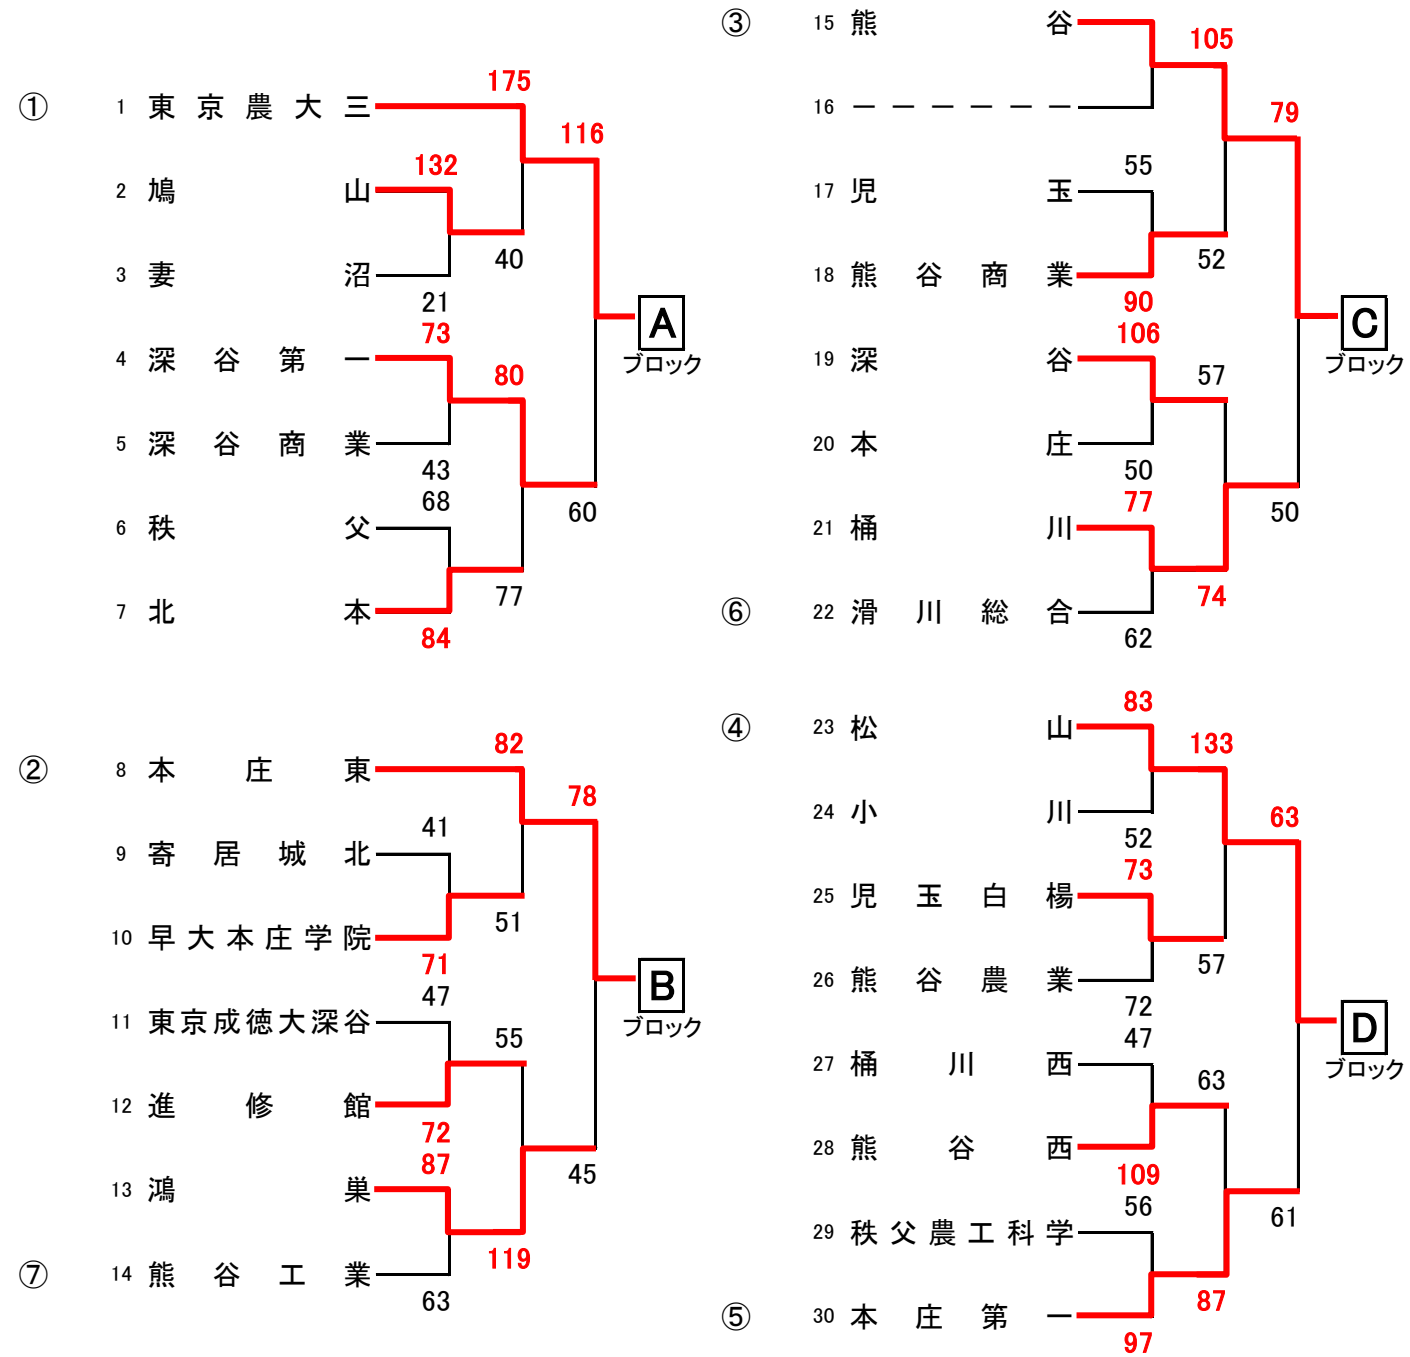 ① 1 東京農大三 175
116
2 鳩山 132
40
3 妻沼 21
A
ブロック
4 深谷第一 73
80
5 深谷商業 43
60
6 秩父 68
77
7 北本 84
② 8 本庄東 82
78
9 寄居城北 41
51
10 早大本庄学院 71
B
ブロック
11 東京成徳大深谷 47
55
12 進修館 72
45
13 鴻巣 87
119
⑦ 14 熊谷工業 63
③ 15 熊谷 105
79
16 ーーーーーー
17 児玉 55
52
18 熊谷商業 90
C
ブロック
19 深谷 106
57
20 本庄 50
50
21 桶川 77
74
⑥ 22 滑川総合 62
④ 23 松山 83
133
63
24 小川 52
25 児玉白楊 73
57
26 熊谷農業 72
D
ブロック
27 桶川西 47
63
28 熊谷西 109
61
29 秩父農工科学 56
87
⑤ 30 本庄第一 97